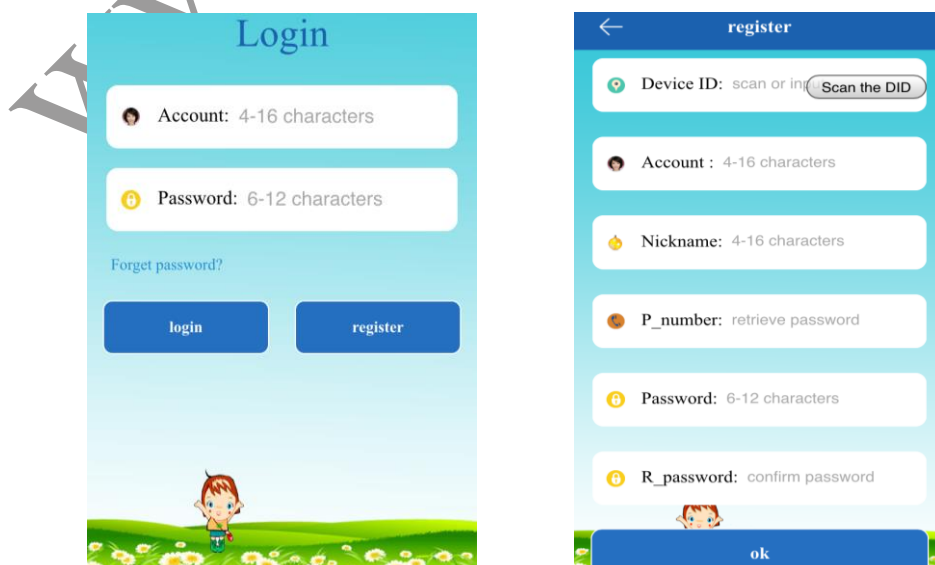 Login
Account: 4-16 characters
Password: 6-12 characters
Forget password?
login register
register
Device ID: scan or inp Scan the DID
Account : 4-16 characters
Nickname: 4-16 characters
P_number: retrieve password
Password: 6-12 characters
R_password: confirm password
ok